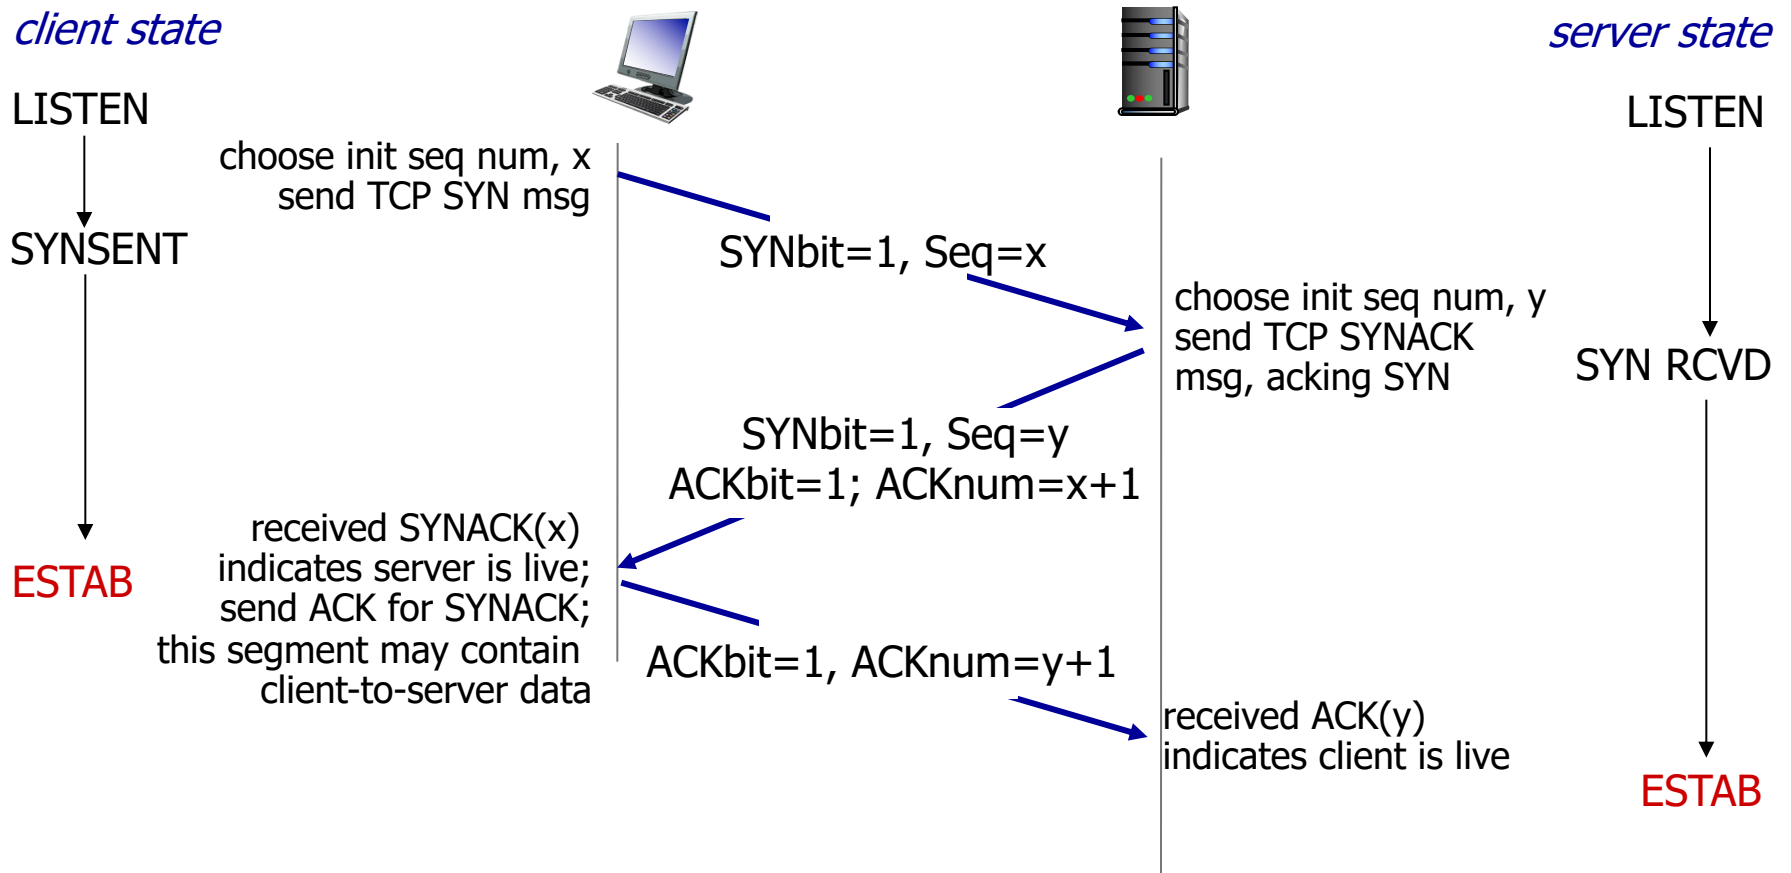 client state
server state
LISTEN
LISTEN
choose init seq num, x
send TCP SYN msg
SYNSENT
SYNbit=1, Seq=x
choose init seq num, y
send TCP SYNACK
msg, acking SYN
SYN RCVD
SYNbit=1, Seq=y
ACKbit=1; ACKnum=x+1
received SYNACK(x)
indicates server is live;
send ACK for SYNACK;
this segment may contain
client-to-server data
ESTAB
ACKbit=1, ACKnum=y+1
received ACK(y)
indicates client is live
ESTAB